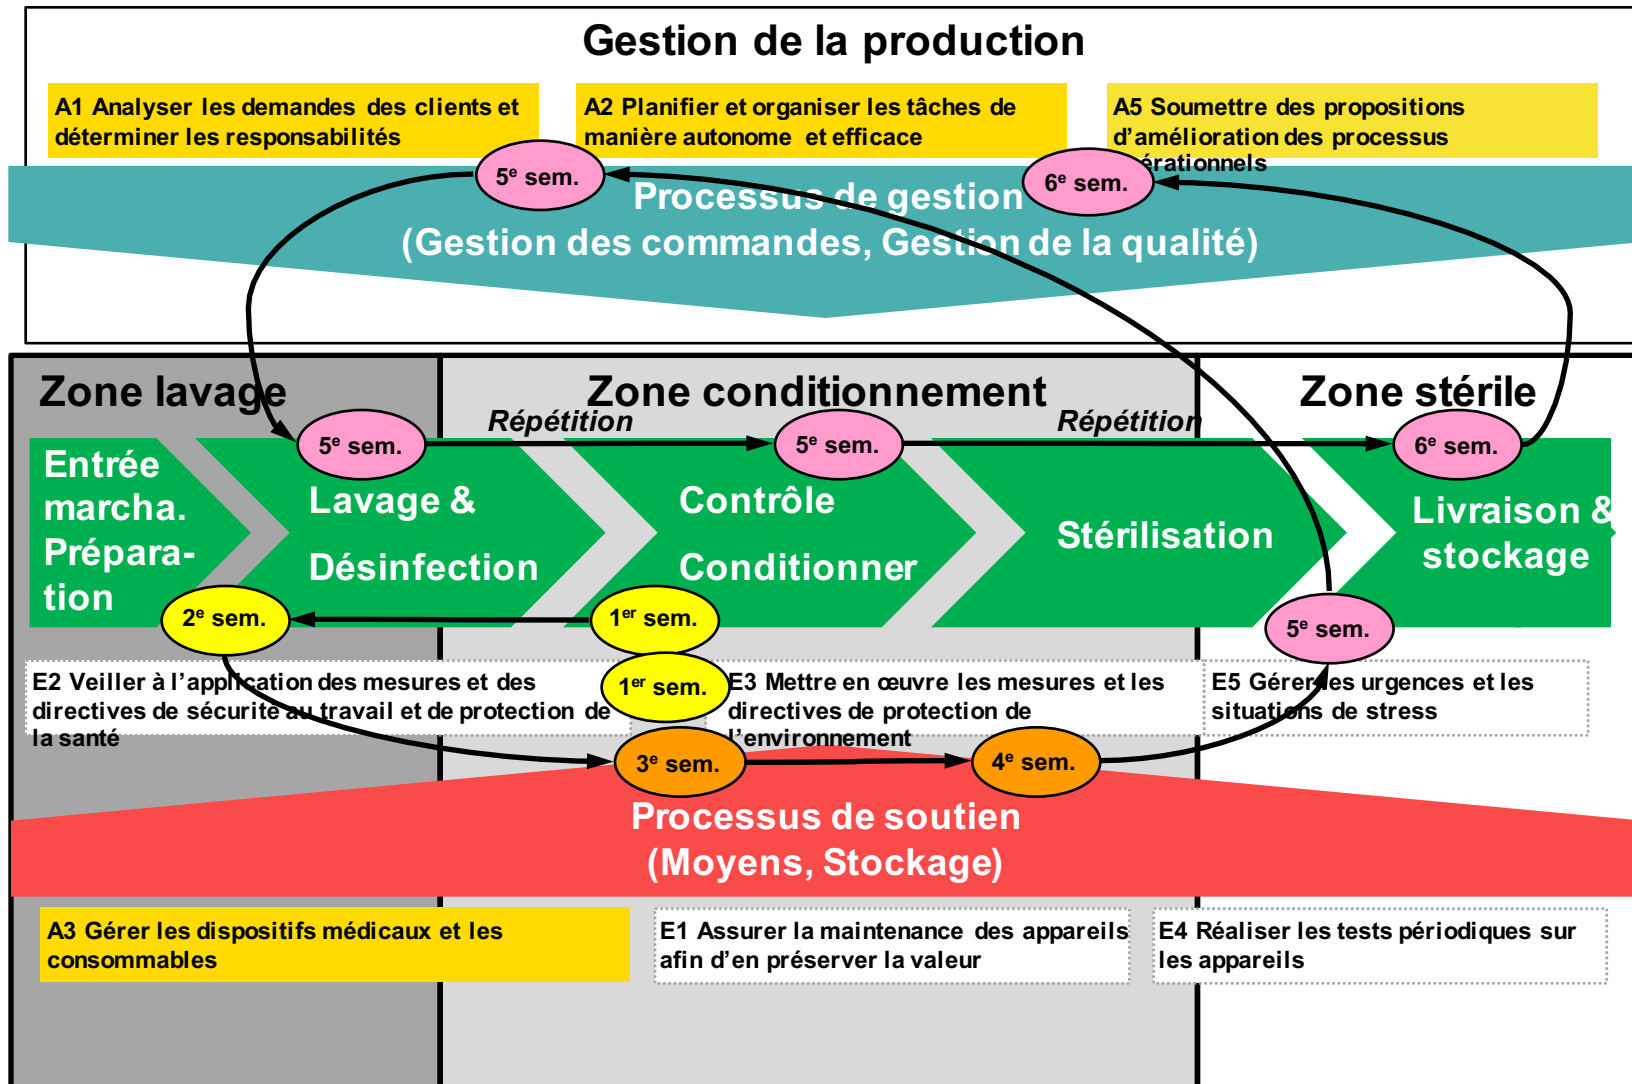 Gestion de la production
A1 Analyser les demandes des clients et
déterminer les responsabilités
A2 Planifier et organiser les tâches de
manière autonome et efficace
A5 Soumettre des propositions
d’amélioration des processus
érationnels
5e sem.
6e sem.
Processus de gestion
(Gestion des commandes, Gestion de la qualité)
Zone lavage
Zone conditionnement
Zone stérile
Répétition
Répétition
5e sem.
5e sem.
6e sem.
Entrée
marcha.
Prépara-
tion
Lavage &
Désinfection
Contrôle
Conditionner
Stérilisation
Livraison &
stockage
2e sem.
1er sem.
5e sem.
1er sem.
E2 Veiller à l’application des mesures et des
directives de sécurité au travail et de protection de
la santé
E3 Mettre en œuvre les mesures et les
directives de protection de
l’environnement
E5 Gérer les urgences et les
situations de stress
3e sem.
4e sem.
Processus de soutien
(Moyens, Stockage)
A3 Gérer les dispositifs médicaux et les
consommables
E1 Assurer la maintenance des appareils
afin d’en préserver la valeur
E4 Réaliser les tests périodiques sur
les appareils